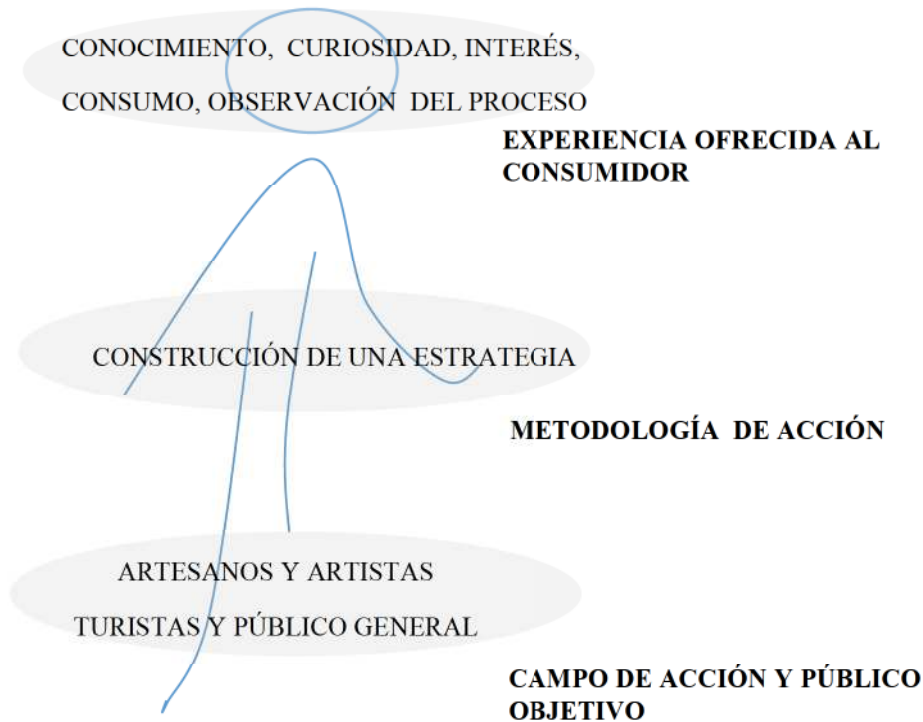 CONOCIMIENTO, CURIOSIDAD, INTERÉS,
CONSUMO, OBSERVACIÓN DEL PROCESO
EXPERIENCIA OFRECIDA AL
CONSUMIDOR
CONSTRUCCIÓN DE UNA ESTRATEGIA
METODOLOGÍA DE ACCIÓN
ARTESANOS Y ARTISTAS
TURISTAS Y PÚBLICO GENERAL
CAMPO DE ACCIÓN Y PÚBLICO
OBJETIVO